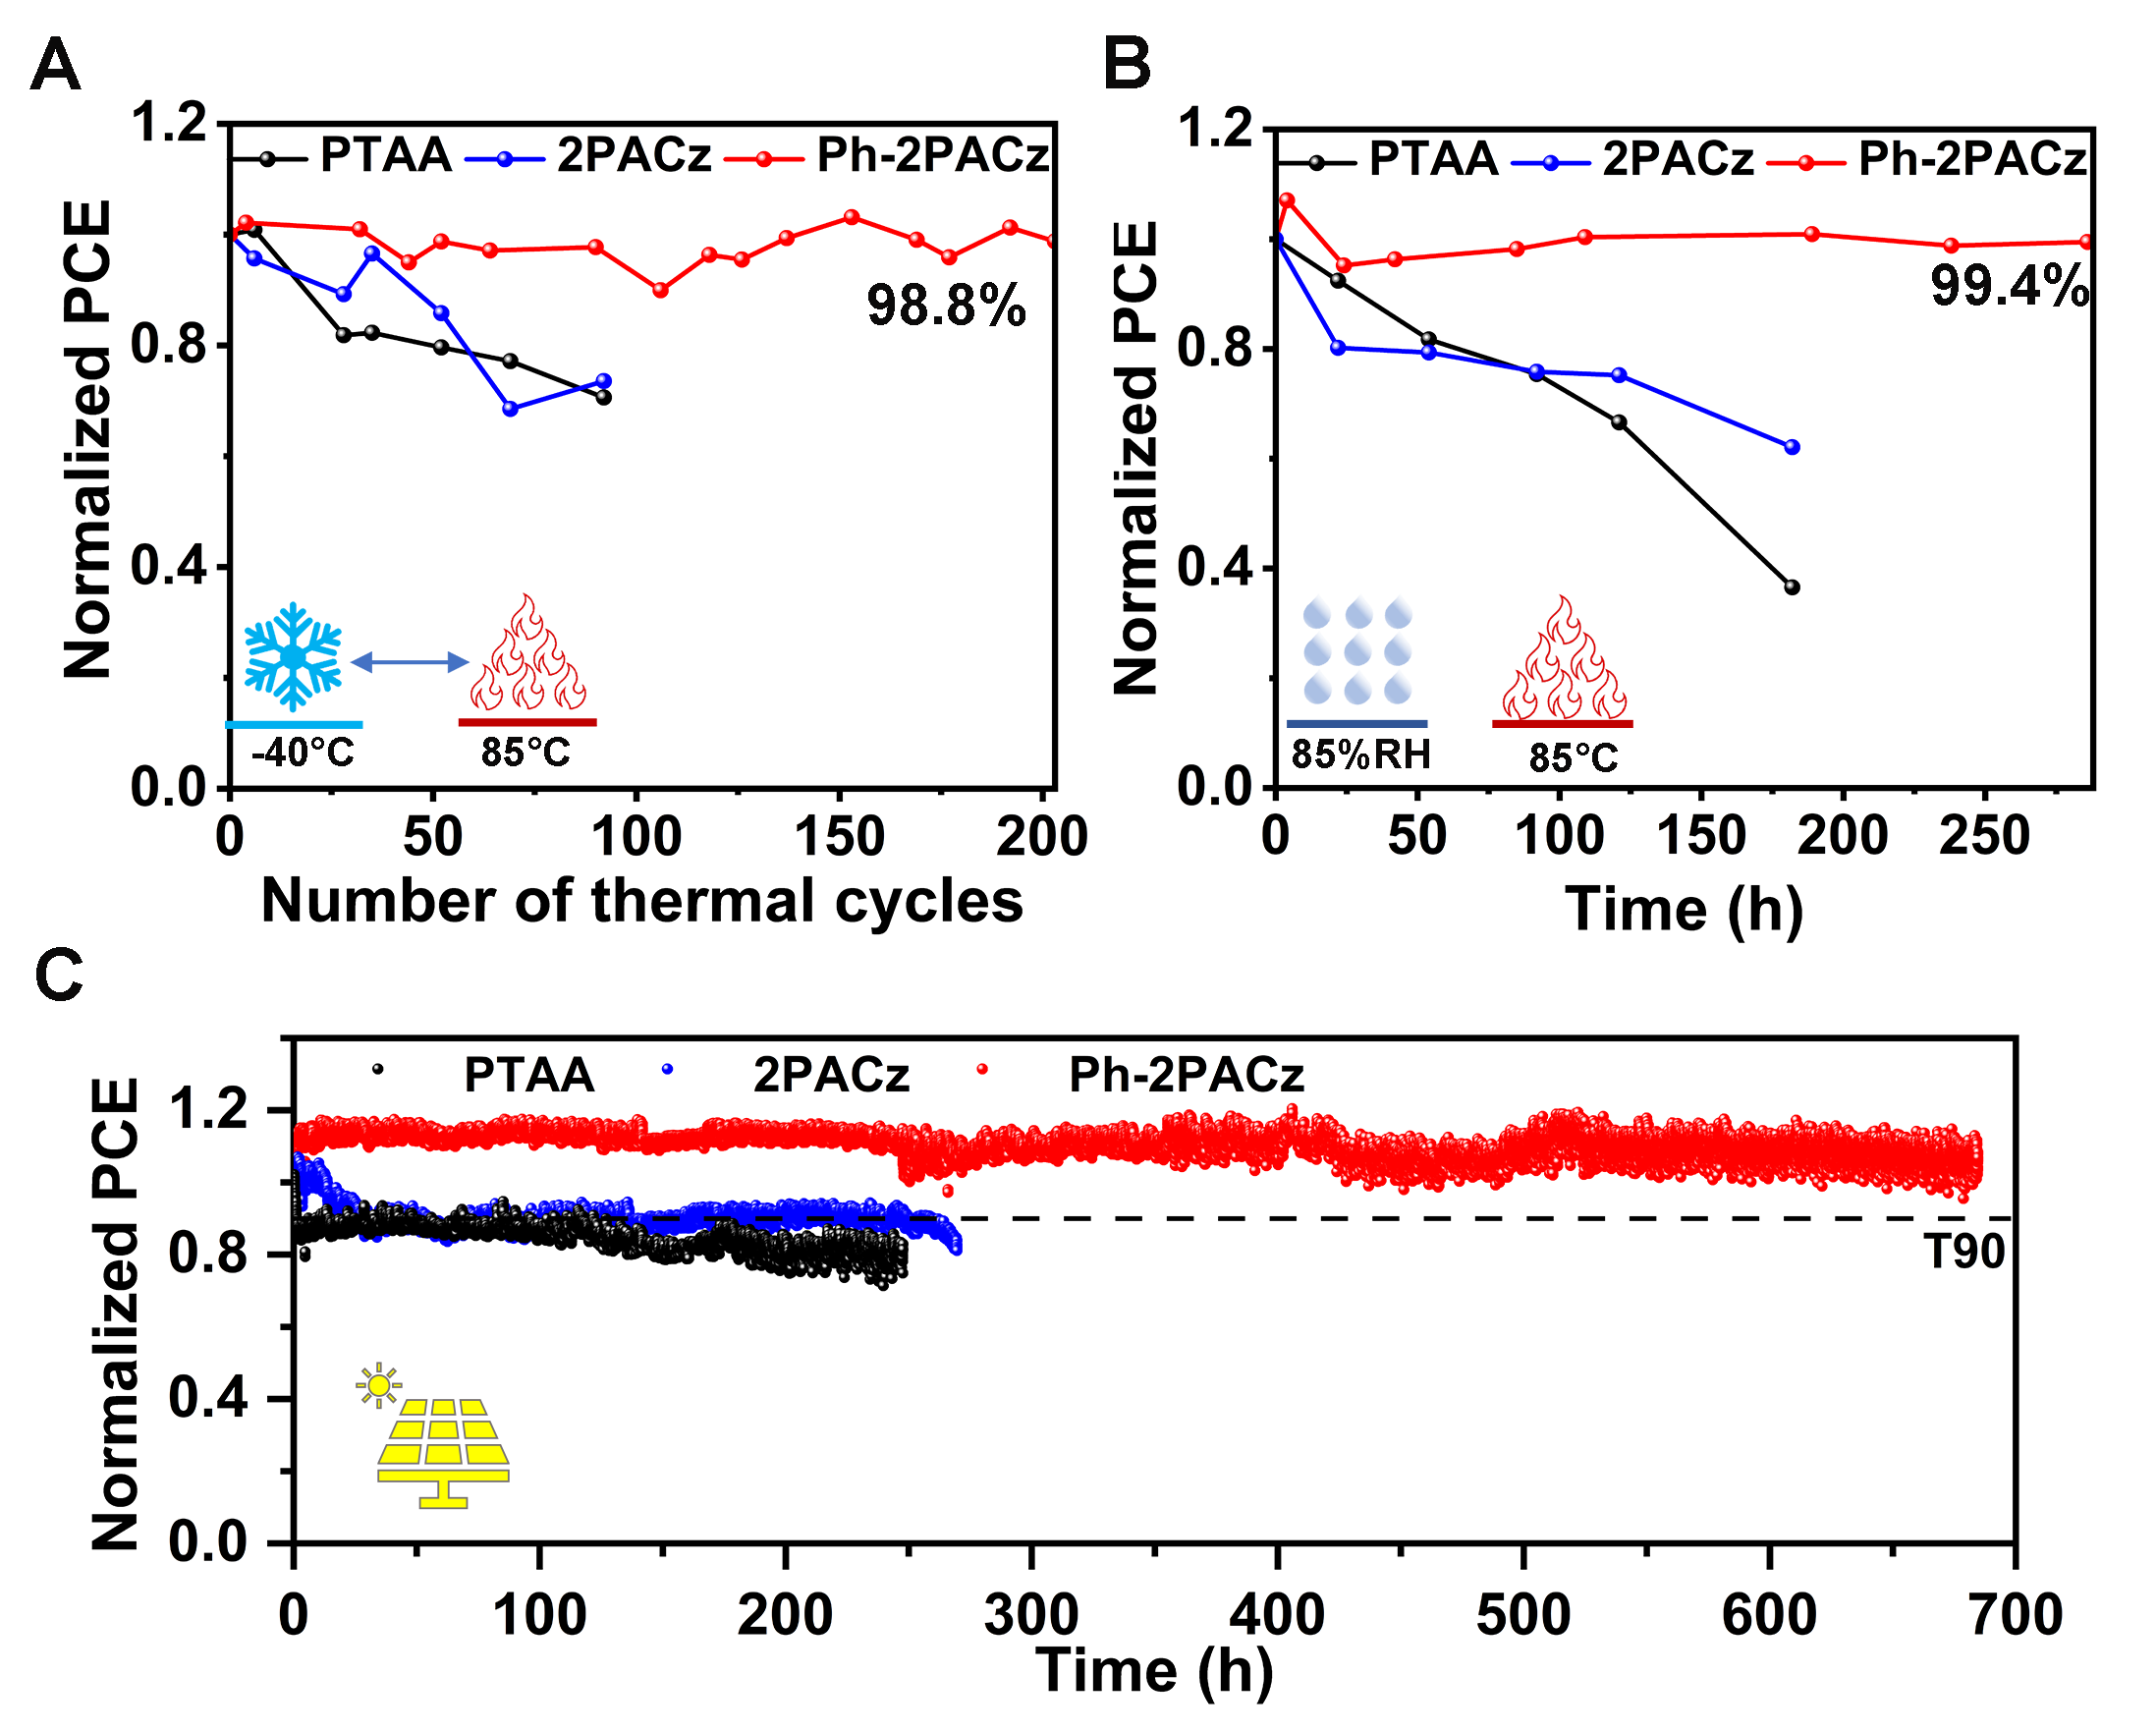 A
Normalized PCE
1.2
0.8
0.4
0.0
PTAA 2PACz Ph-2PACz
98.8%
-40°C 85°C
0 50 100 150 200
Number of thermal cycles
B
Normalized PCE
1.2
0.8
0.4
0.0
PTAA 2PACz Ph-2PACz
99.4%
85%RH 85°C
0 50 100 150 200 250
Time (h)
C
Normalized PCE
1.2
0.8
0.4
0.0
PTAA 2PACz Ph-2PACz
T90
0 100 200 300 400 500 600 700
Time (h)